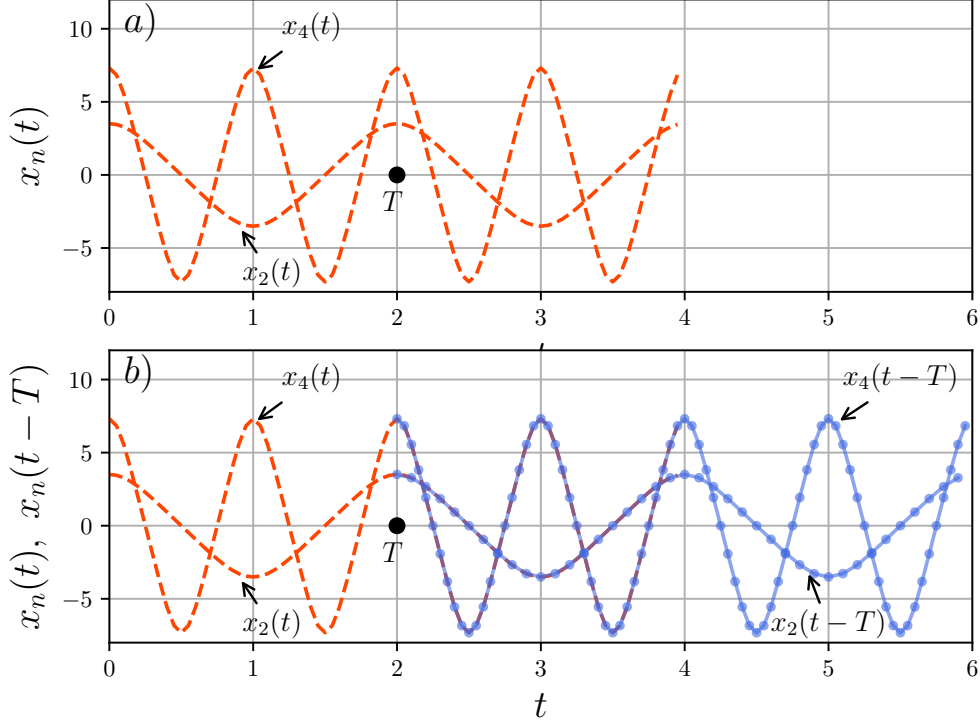 a)
x₄(t)
10
5
0
−5
xₙ(t)
T
x₂(t)
0 1 2 3 4 5 6
b)
x₄(t)
x₄(t − T)
10
5
0
−5
xₙ(t), xₙ(t − T)
T
x₂(t)
x₂(t − T)
0 1 2 3 4 5 6
t